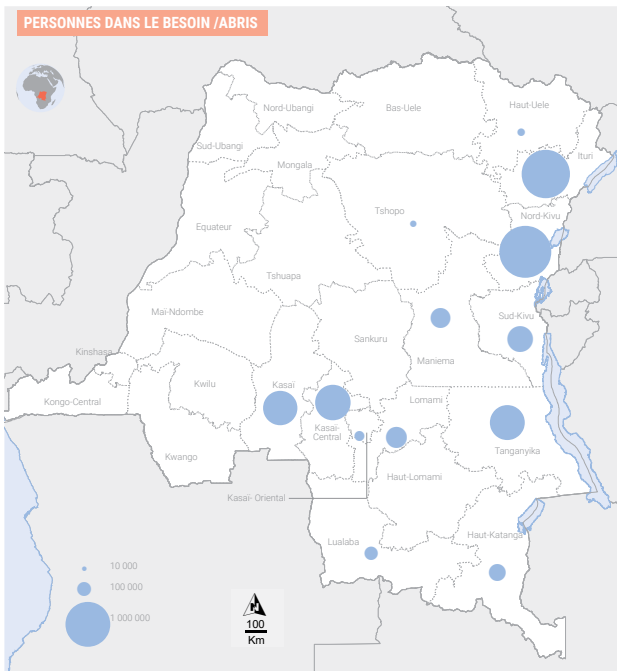 PERSONNES DANS LE BESOIN /ABRIS
Nord-Ubangi
Bas-Uele
Haut-Uele
Sud-Ubangi
Ituri
Mongala
Tshopo
Nord-Kivu
Equateur
Tshuapa
Mai-Ndombe
Sud-Kivu
Sankuru
Maniema
Kinshasa
Kwilu
Kasai
Lomami
Kongo-Central
Kasai-
Central
Kwango
Tanganyika
Haut-Lomami
Kasai- Oriental
Lualaba
Haut-Katanga
10 000
100 000
1 000 000
N
100
Km